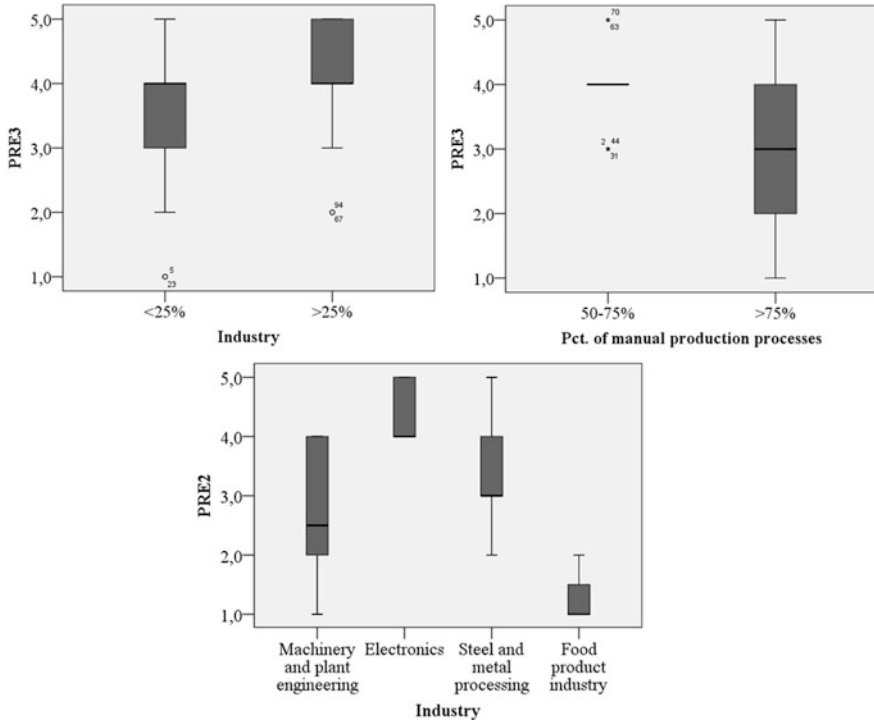 PRE3
5,0
4,0
3,0
2,0
1,0
5
23
94
67
<25%
>25%
Industry
PRE3
5,0
4,0
3,0
2,0
1,0
70
63
2 44
31
50-75%
>75%
Pct. of manual production processes
PRE2
5,0
4,0
3,0
2,0
1,0
Machinery and plant engineering
Electronics
Steel and metal processing
Food product industry
Industry